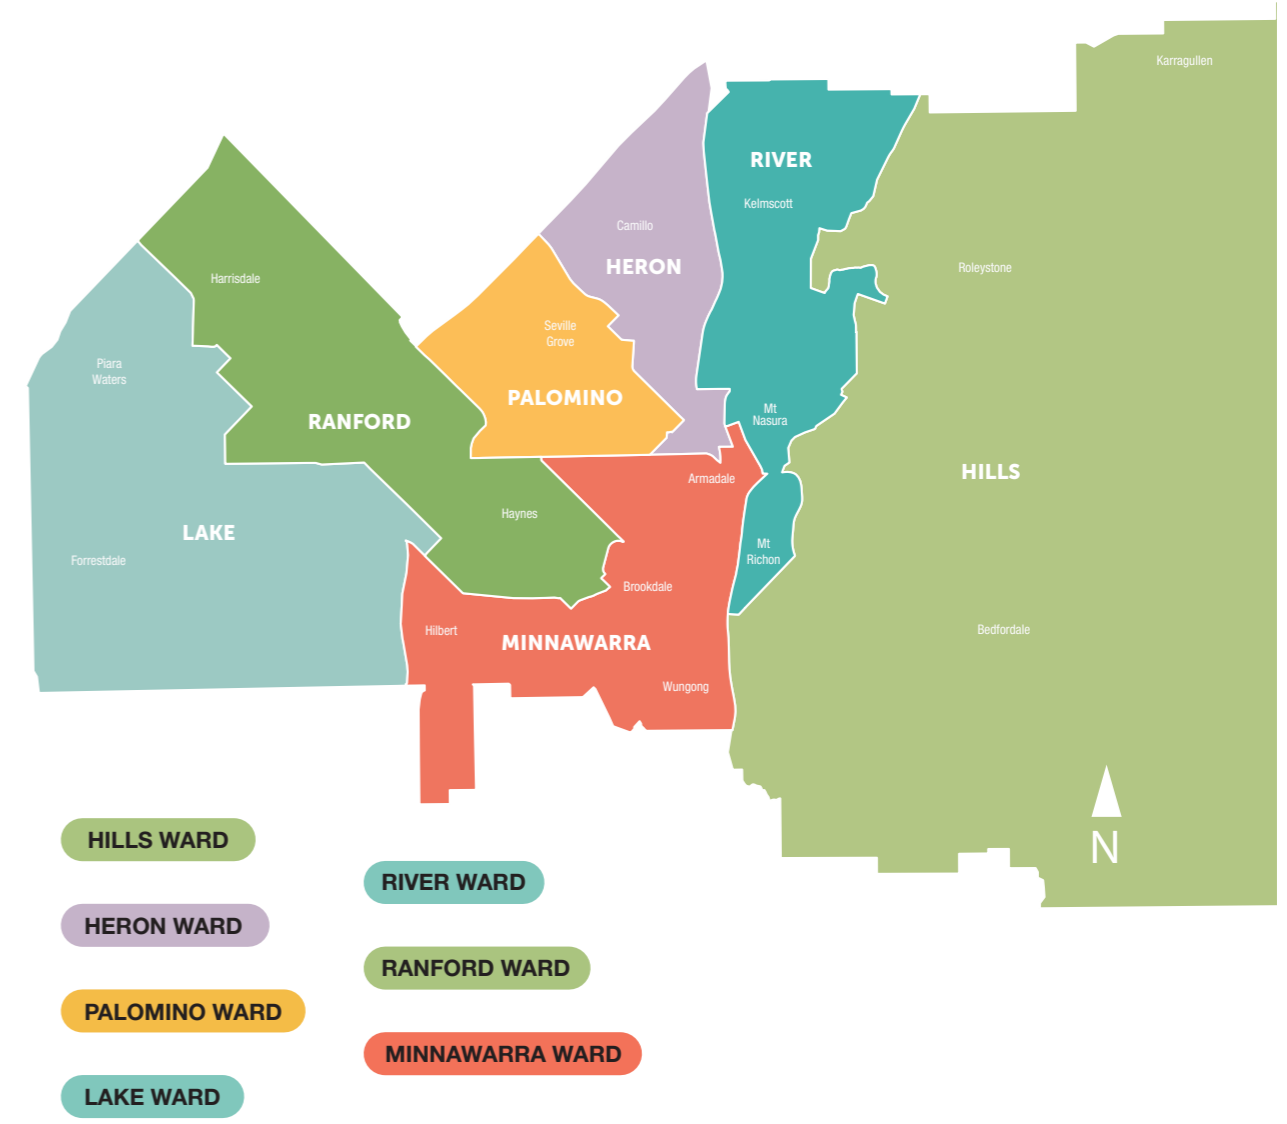 Karragullen
RIVER
Kelmscott
Camillo
HERON
Roleystone
Harrisdale
Seville
Grove
Piara
Waters
PALOMINO
Mt
Nasura
RANFORD
HILLS
Armadale
Haynes
LAKE
Mt
Richon
Forrestdale
Brookdale
Hilbert
MINNAWARRA
Bedfordale
Wungong
N
HILLS WARD
RIVER WARD
HERON WARD
RANFORD WARD
PALOMINO WARD
MINNAWARRA WARD
LAKE WARD